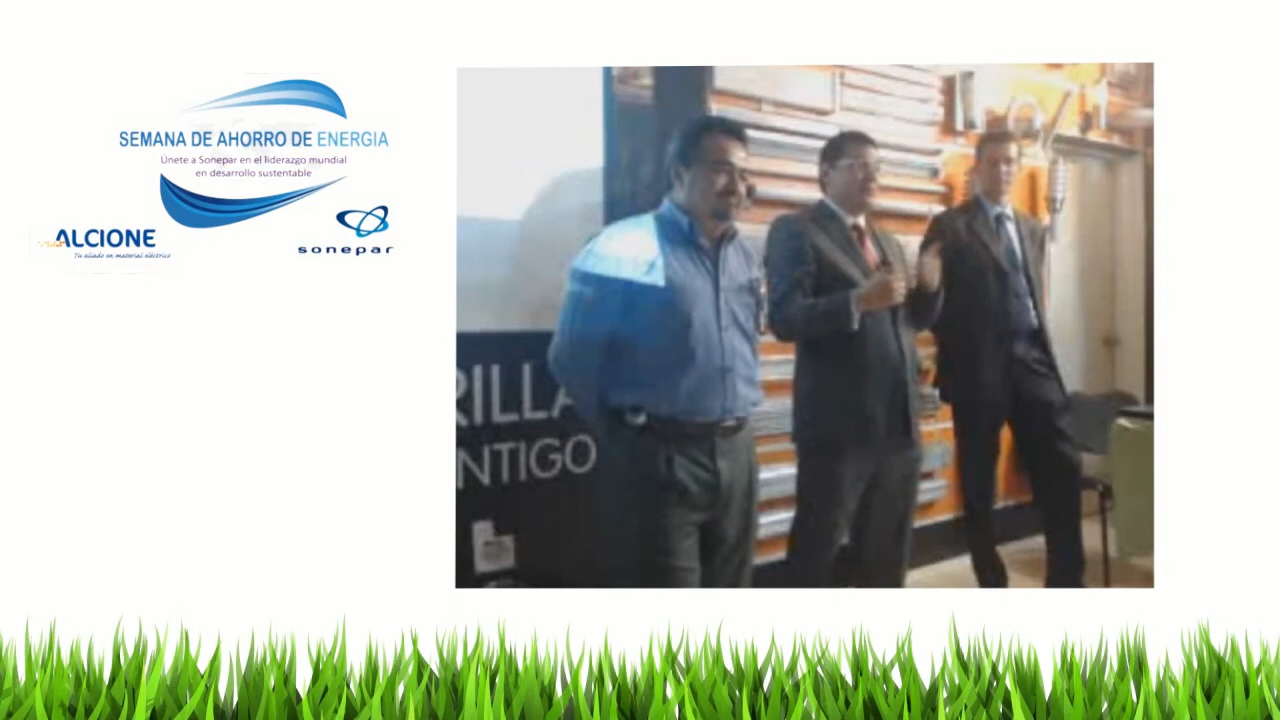 SEMANA DE AHORRO DE ENERGIA
Únete a Sonepar en el liderazgo mundial
en desarrollo sustentable
ALCIONE
Tu aliado en material eléctrico
sonepar
RILLA
NTIGO